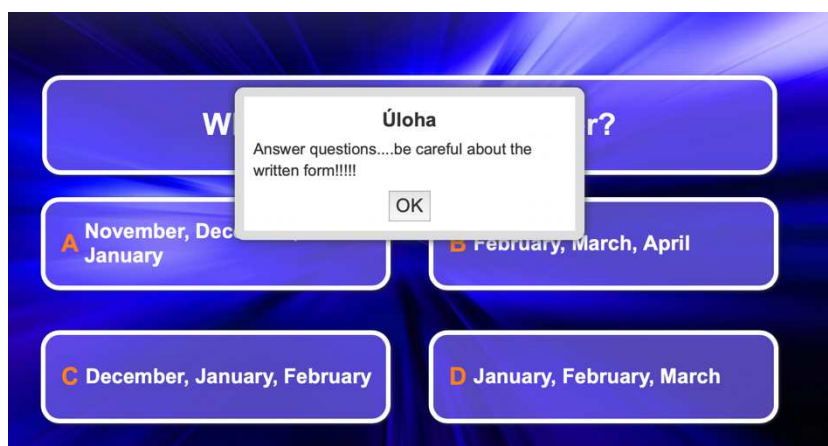 W
r?
Úloha
Answer questions....be careful about the
written form!!!!!
OK
A November, Dec
January
B February, March, April
C December, January, February
D January, February, March